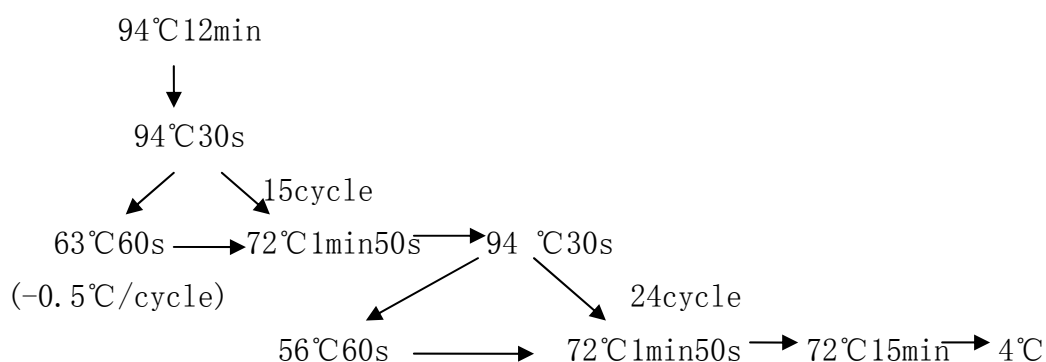 94℃12min
94℃30s
15cycle
63℃60s 72℃1min50s 94 ℃30s
(-0.5℃/cycle) 24cycle
56℃60s 72℃1min50s 72℃15min 4℃